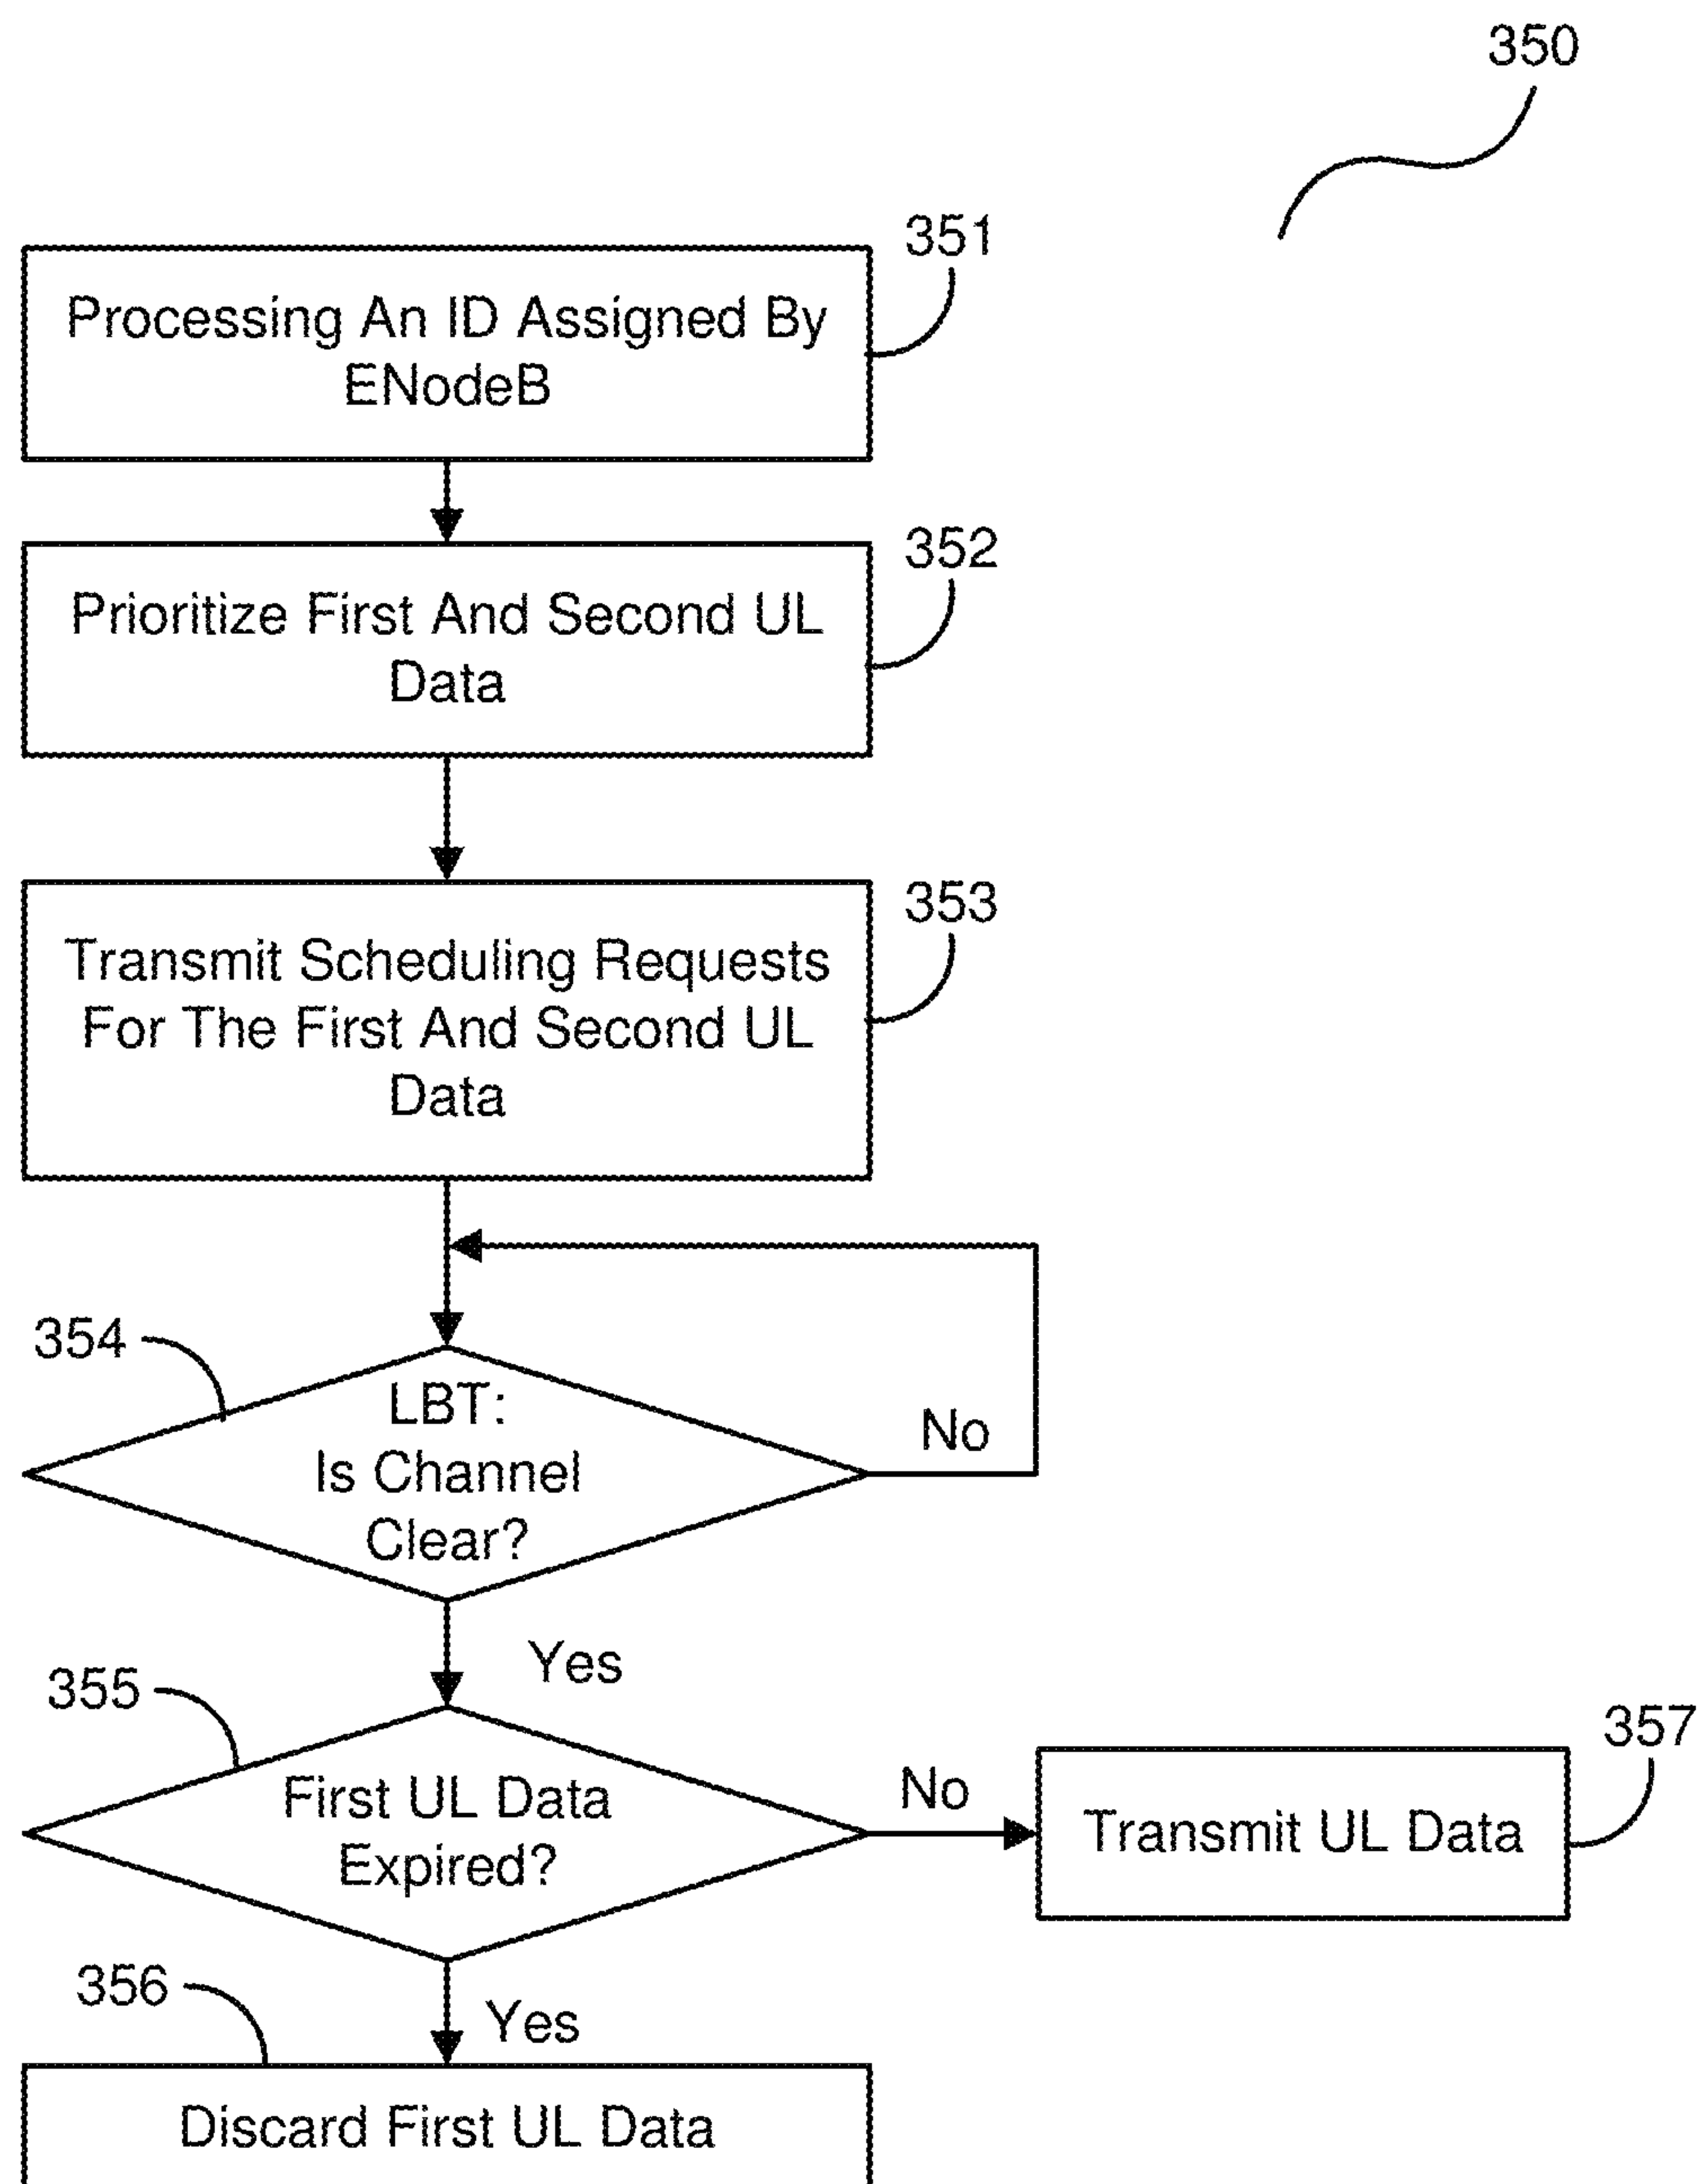 350
351
Processing An ID Assigned By
ENodeB
352
Prioritize First And Second UL
Data
353
Transmit Scheduling Requests
For The First And Second UL
Data
354
LBT:
Is Channel
Clear?
No
Yes
355
First UL Data
Expired?
No
357
Transmit UL Data
356
Yes
Discard First UL Data